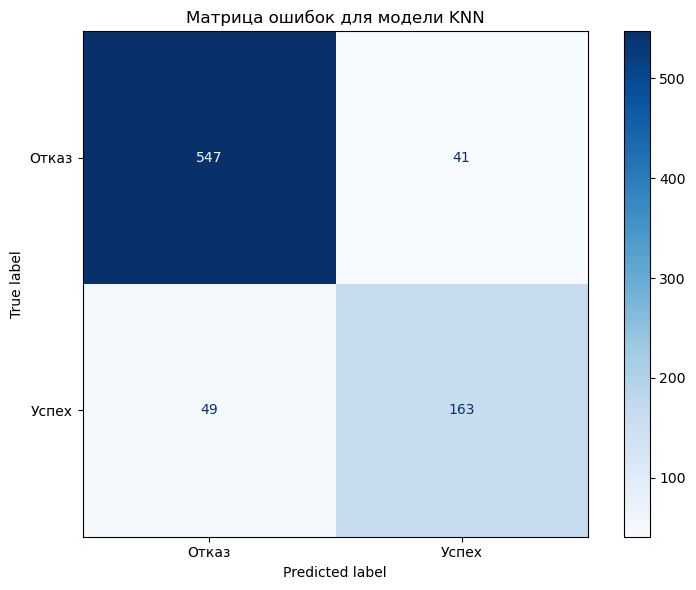 Матрица ошибок для модели KNN
Отказ
547
41
500
400
300
200
100
True label
Успех
49
163
Отказ
Успех
Predicted label